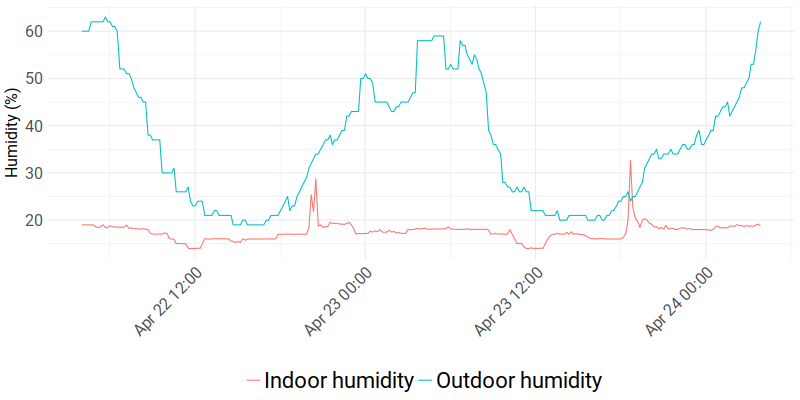 Humidity (%)
60
50
40
30
20
Apr 22 12:00
Apr 23 00:00
Apr 23 12:00
Apr 24 00:00
Indoor humidity
Outdoor humidity